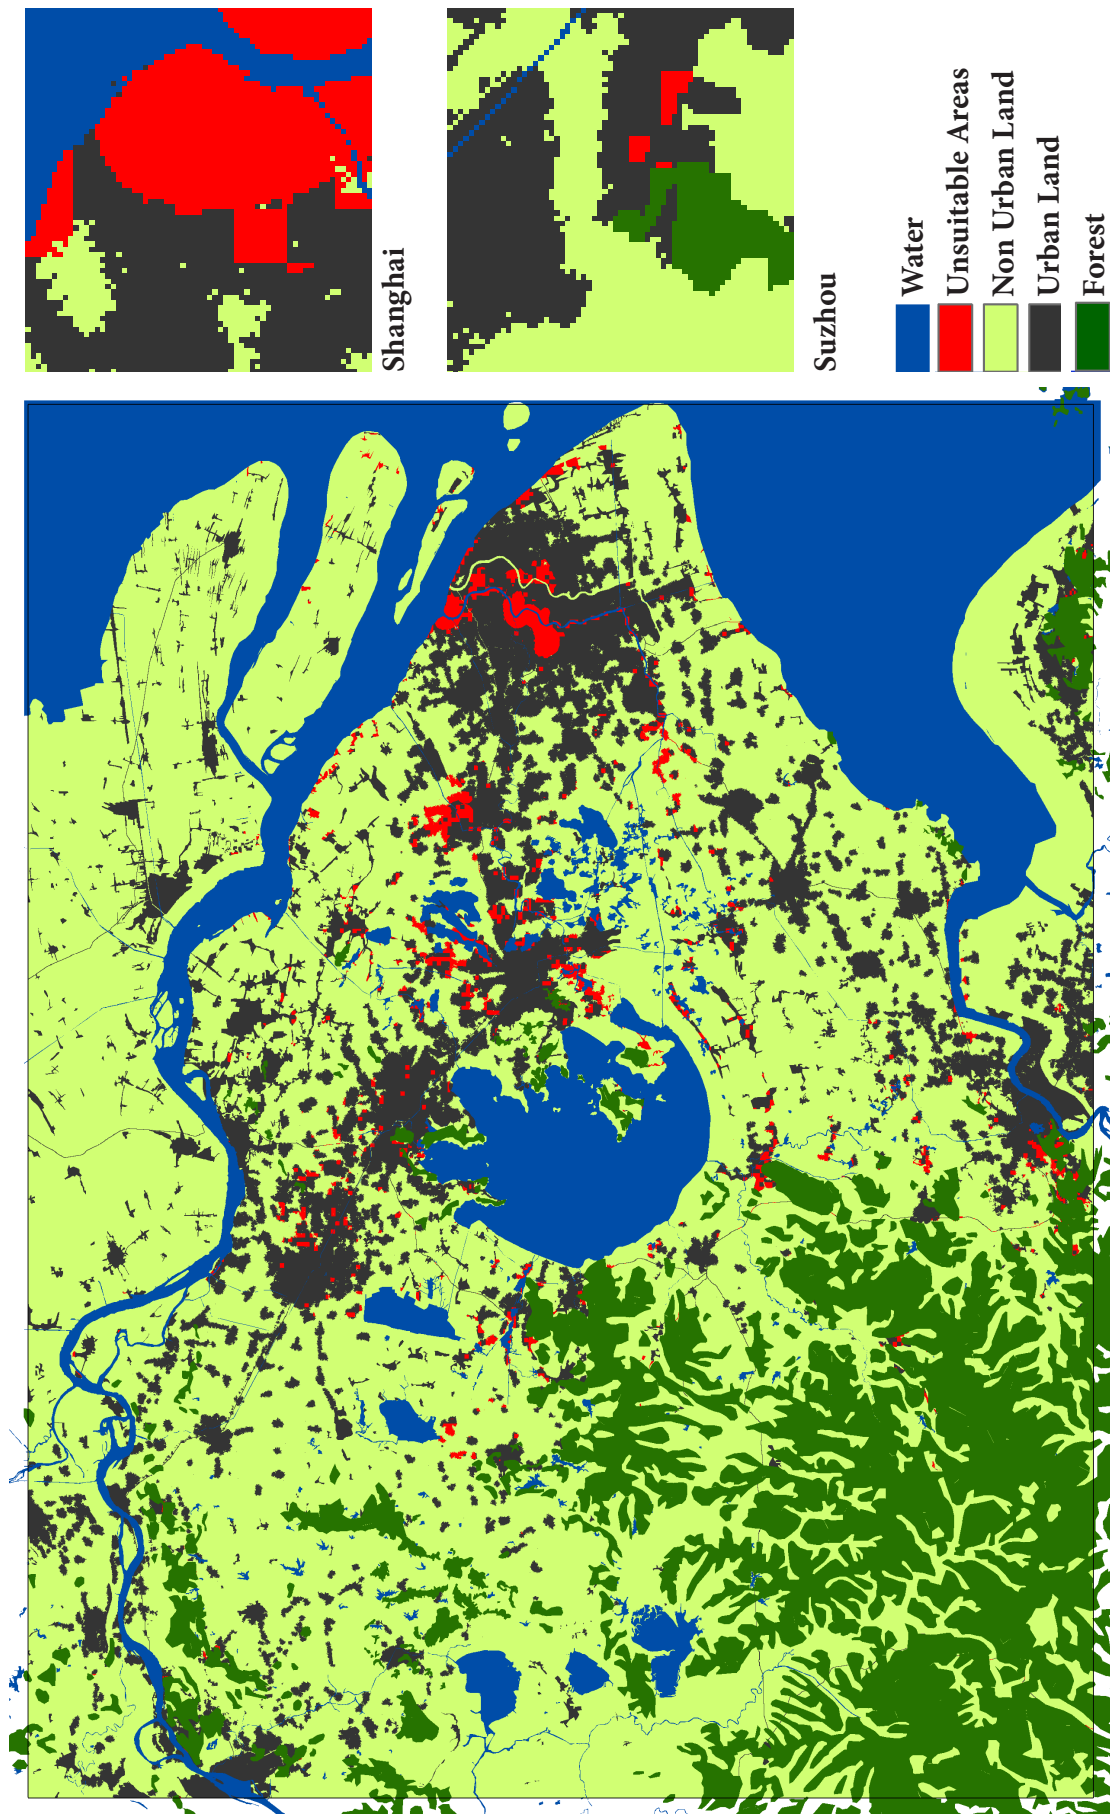 Shanghai
Suzhou
Water
Unsuitable Areas
Non Urban Land
Urban Land
Forest